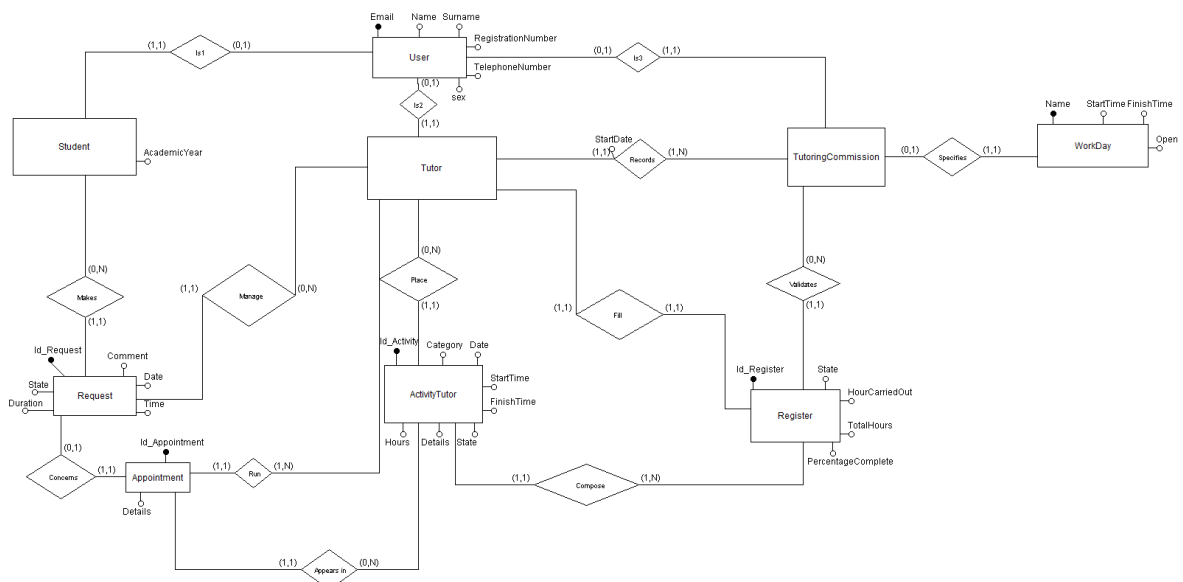 Email Name Surname
RegistrationNumber
(1,1) Is1 (0,1)
User
(0,1) Is3 (1,1)
TelephoneNumber
(0,1)
sex
Is2
Name StartTime FinishTime
(1,1)
StartDate
Student
AcademicYear
Tutor
(1,1) Records (1,N)
TutoringCommission
(0,1) Specifies (1,1)
WorkDay
Open
(0,N)
(0,N)
(0,N)
Place
Validates
Makes
(1,1) Manage (0,N)
(1,1)
(1,1)
(1,1)
(1,1) Fill (1,1)
Id_Request
Comment
Id_Activity
Category Date
Date
State
Request
Duration
Time
StartTime
ActivityTutor
FinishTime
Id_Register
State
HourCarriedOut
Register
TotalHours
PercentageComplete
Hours Details State
(0,1)
Id_Appointment
Concerns (1,1)
Appointment
(1,1) Run (1,N)
Details
(1,1) Compose (1,N)
(1,1) Appears in (0,N)